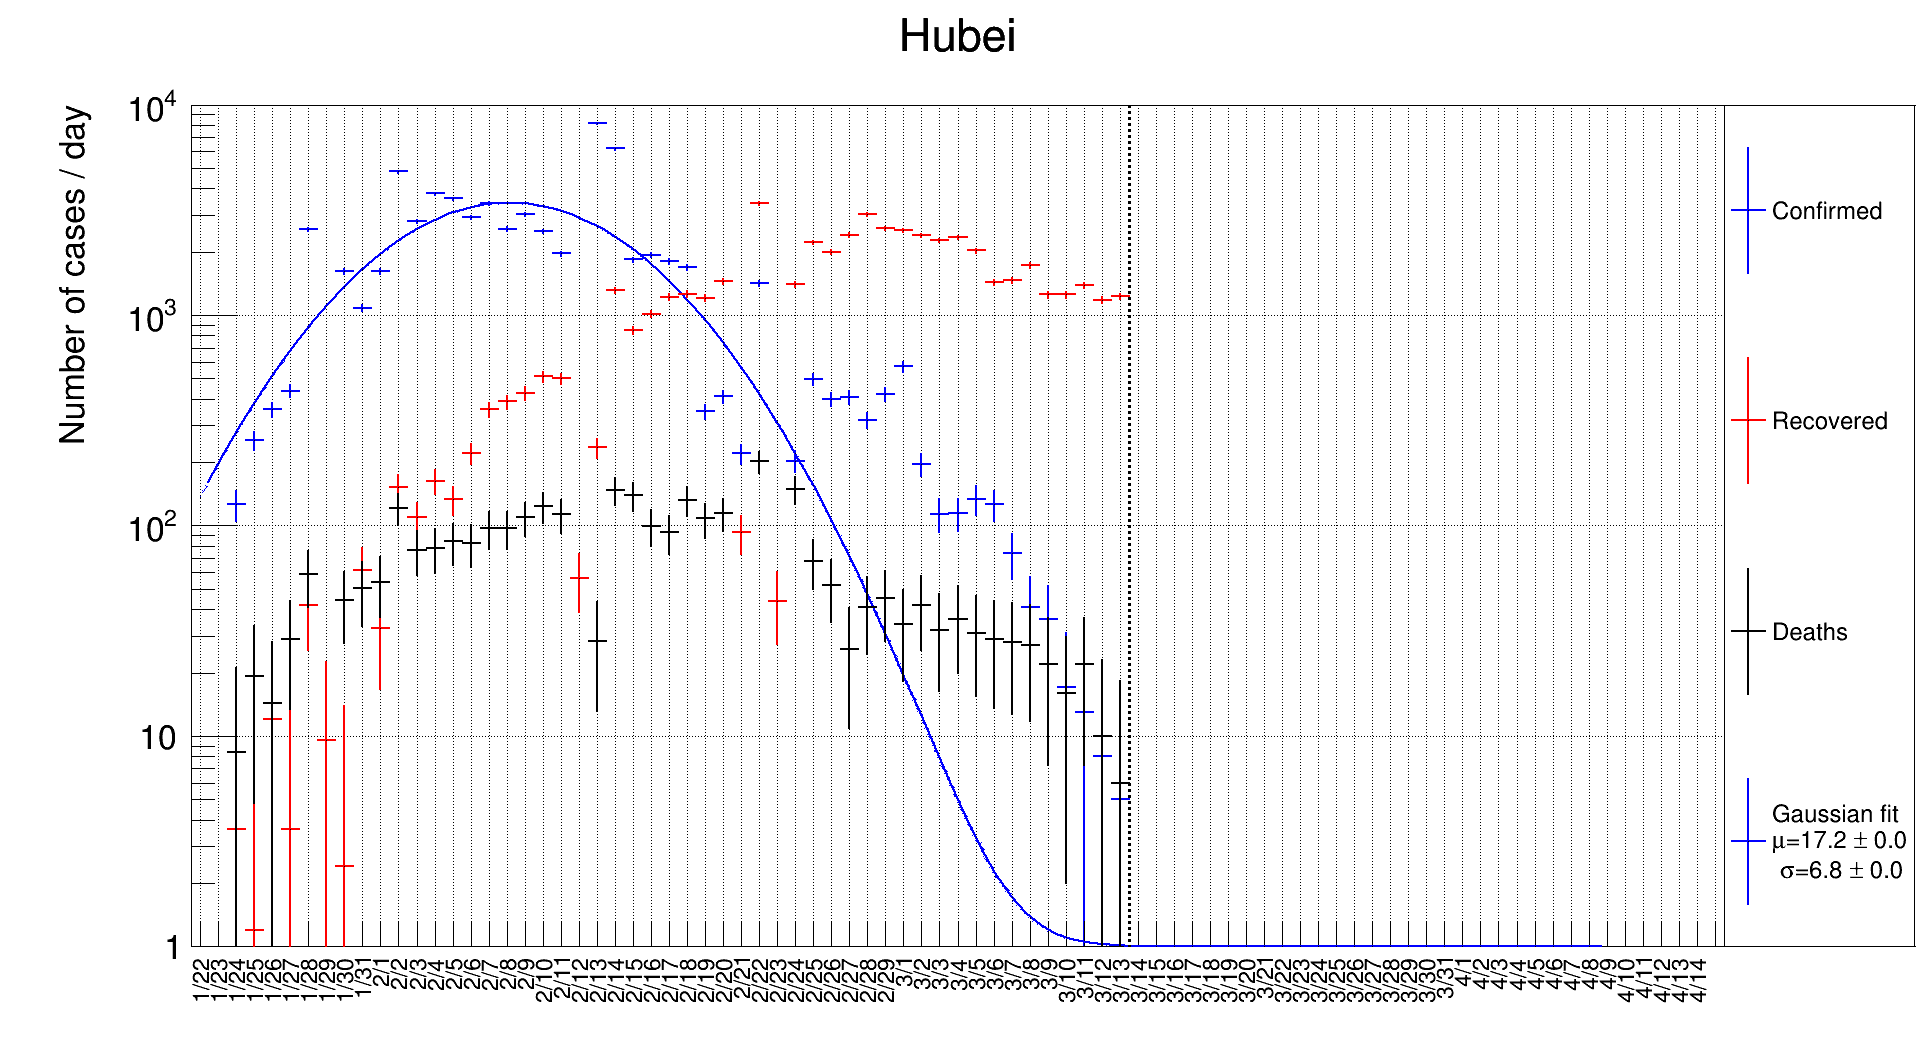 Hubei
Number of cases / day
10⁴
10³
10²
10
1
1/22 1/23 1/24 1/25 1/26 1/27 1/28 1/29 1/30 1/31 2/1 2/2 2/3 2/4 2/5 2/6 2/7 2/8 2/9 2/10 2/11 2/12 2/13 2/14 2/15 2/16 2/17 2/18 2/19 2/20 2/21 2/22 2/23 2/24 2/25 2/26 2/27 2/28 2/29 3/1 3/2 3/3 3/4 3/5 3/6 3/7 3/8 3/9 3/10 3/11 3/12 3/13 3/14 3/15 3/16 3/17 3/18 3/19 3/20 3/21 3/22 3/23 3/24 3/25 3/26 3/27 3/28 3/29 3/30 3/31 4/1 4/2 4/3 4/4 4/5 4/6 4/7 4/8 4/9 4/10 4/11 4/12 4/13 4/14
Confirmed
Recovered
Deaths
Gaussian fit
μ=17.2 ± 0.0
σ=6.8 ± 0.0